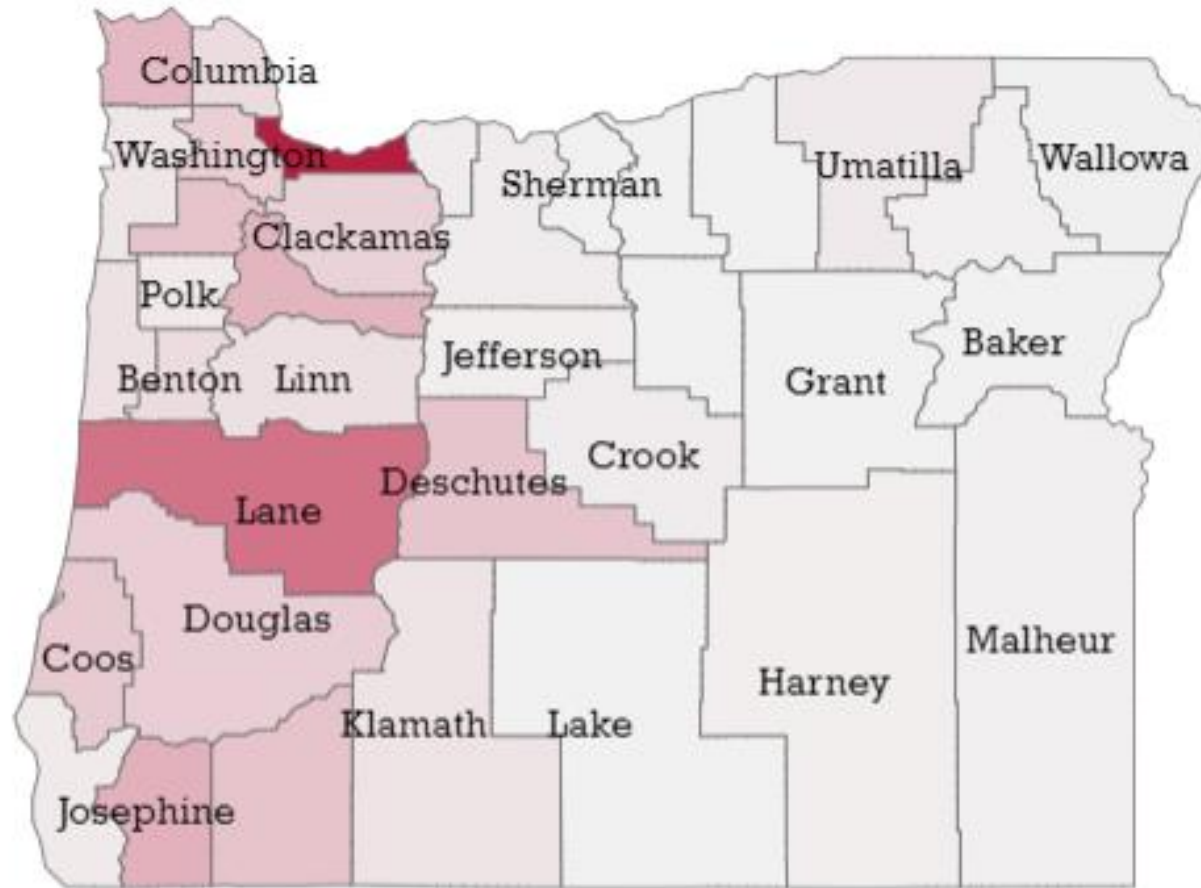 Columbia
Washington
Sherman
Umatilla
Wallowa
Clackamas
Polk
Jefferson
Baker
Benton
Linn
Grant
Crook
Deschutes
Lane
Douglas
Coos
Malheur
Harney
Klamath
Lake
Josephine